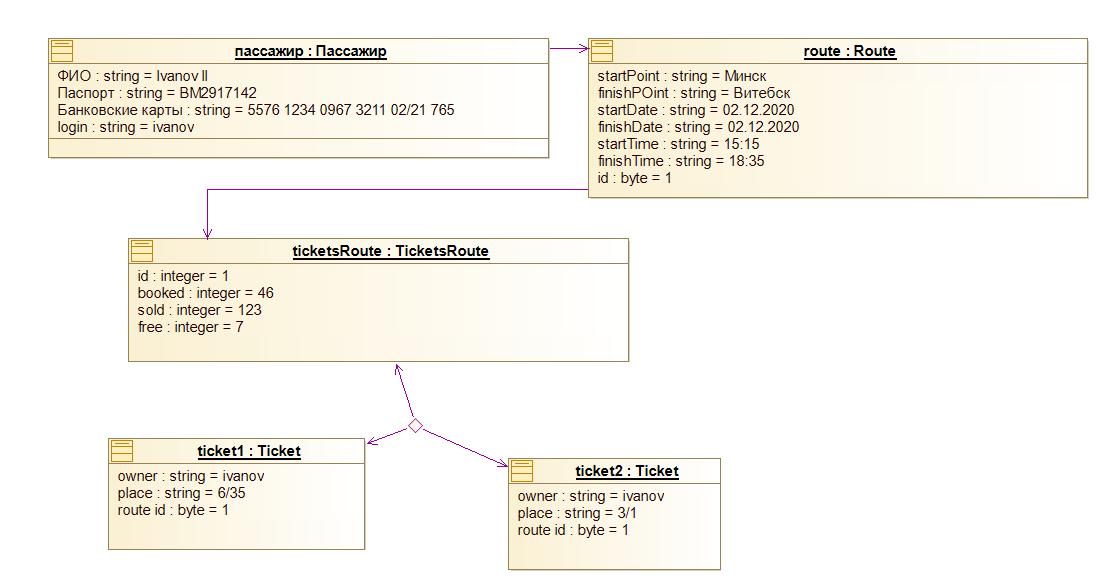 пассажир : Пассажир
ФИО : string = Ivanov II
Паспорт : string = BM2917142
Банковские карты : string = 5576 1234 0967 3211 02/21 765
login : string = ivanov
route : Route
startPoint : string = Минск
finishPOint : string = Витебск
startDate : string = 02.12.2020
finishDate : string = 02.12.2020
startTime : string = 15:15
finishTime : string = 18:35
id : byte = 1
ticketsRoute : TicketsRoute
id : integer = 1
booked : integer = 46
sold : integer = 123
free : integer = 7
ticket1 : Ticket
owner : string = ivanov
place : string = 6/35
route id : byte = 1
ticket2 : Ticket
owner : string = ivanov
place : string = 3/1
route id : byte = 1